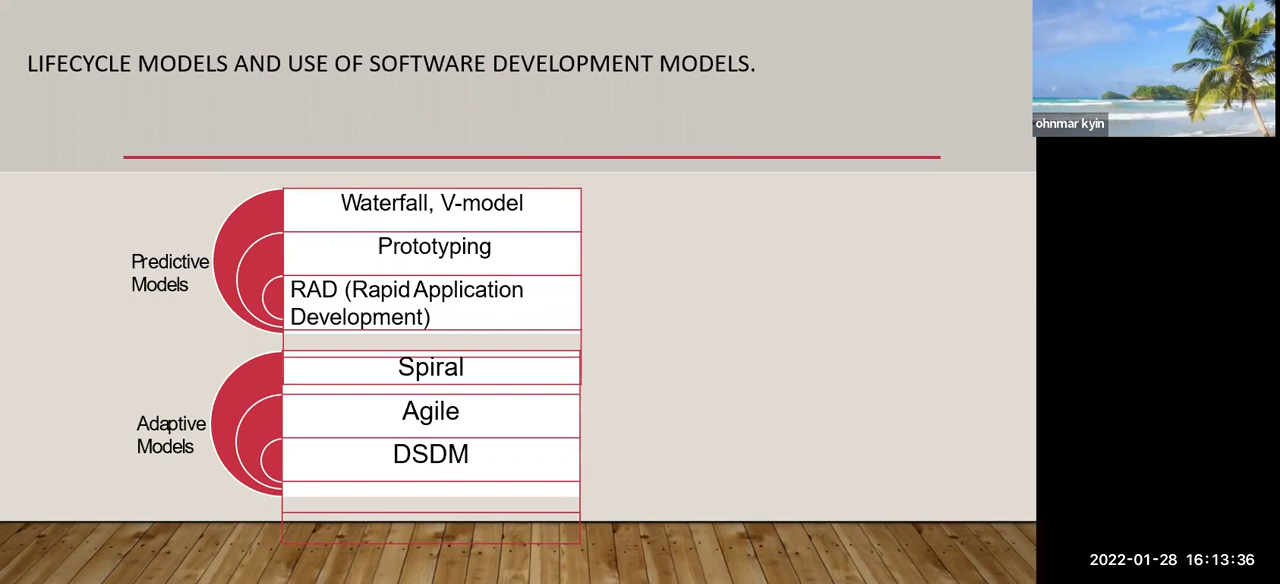 LIFECYCLE MODELS AND USE OF SOFTWARE DEVELOPMENT MODELS.
ohnmar kyin
Predictive
Models
Waterfall, V-model
Prototyping
RAD (Rapid Application
Development)
Adaptive
Models
Spiral
Agile
DSDM
2022-01-28 16:13:36